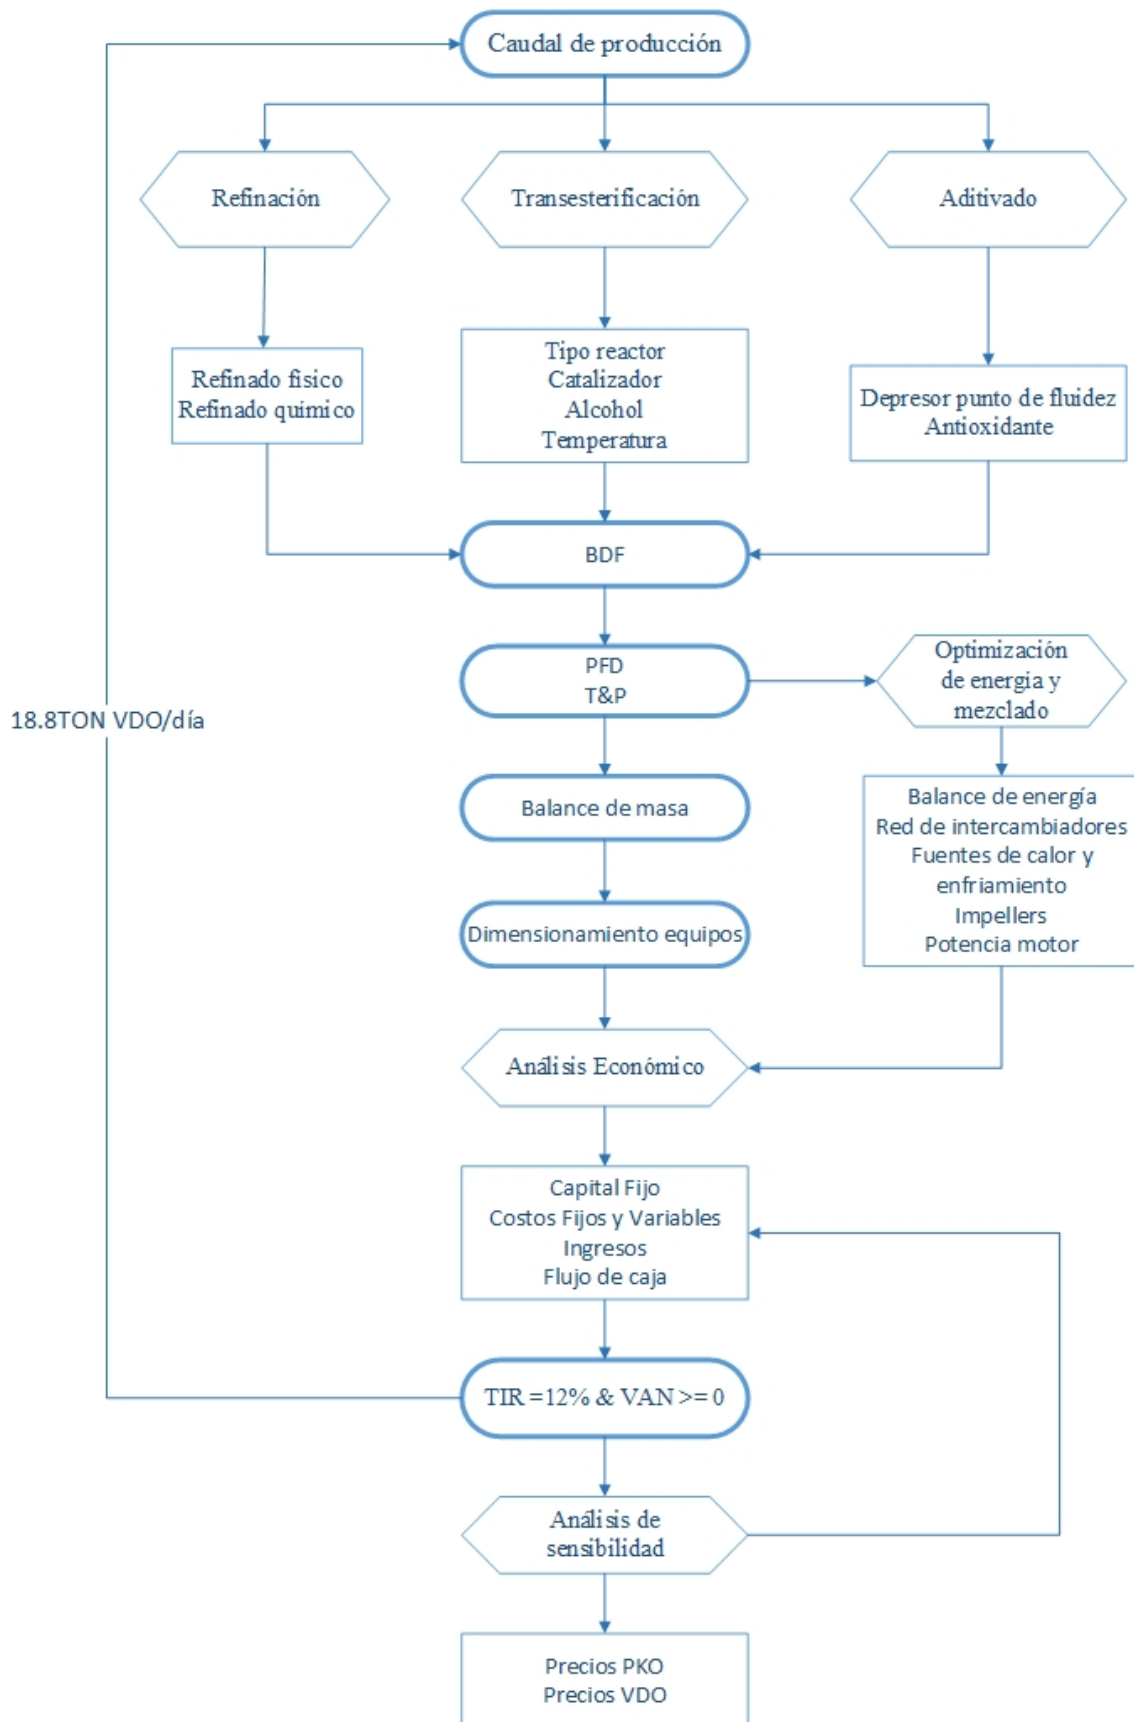 Caudal de producción
Refinación
Transesterificación
Aditivado
Refinado físico
Refinado químico
Tipo reactor
Catalizador
Alcohol
Temperatura
Depresor punto de fluidez
Antioxidante
BDF
PFD
T&P
Optimización
de energía y
mezclado
18.8TON VDO/día
Balance de masa
Balance de energía
Red de intercambiadores
Fuentes de calor y
enfriamiento
Impellers
Potencia motor
Dimensionamiento equipos
Análisis Económico
Capital Fijo
Costos Fijos y Variables
Ingresos
Flujo de caja
TIR =12% & VAN >= 0
Análisis de
sensibilidad
Precios PKO
Precios VDO